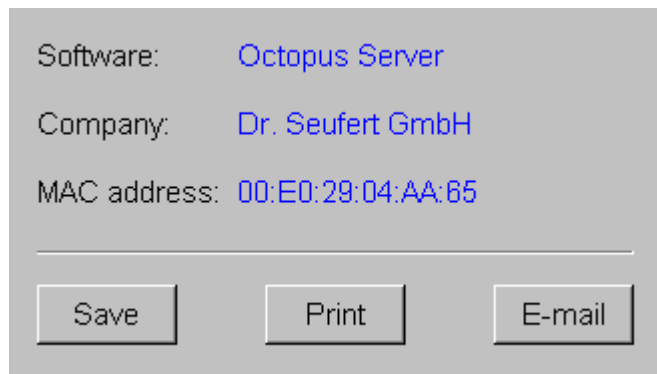 Software: Octopus Server
Company: Dr. Seufert GmbH
MAC address: 00:E0:29:04:AA:65
Save Print E-mail